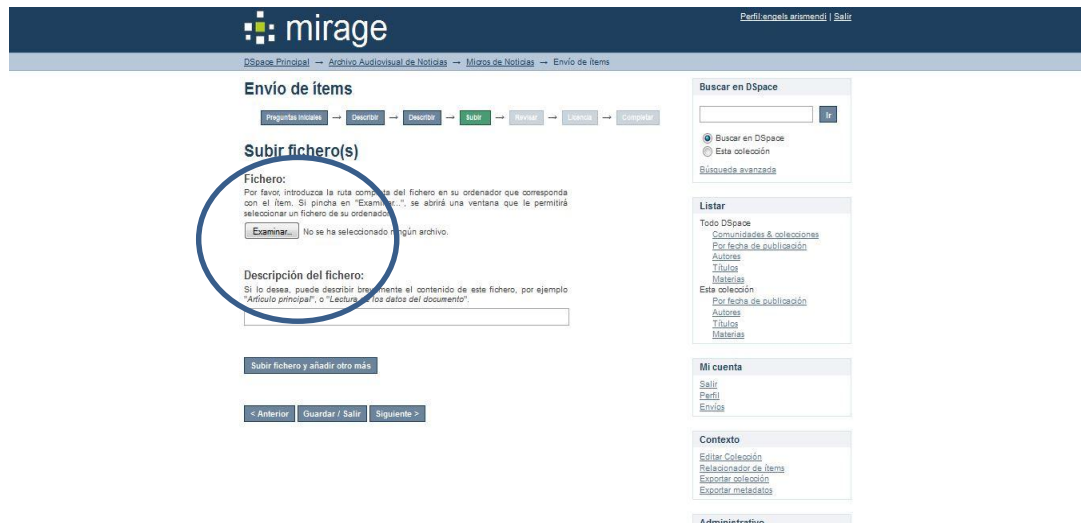 mirage
Perfil:engels arismendi | Salir
DSpace Principal → Archivo Audiovisual de Noticias → Micros de Noticias → Envío de ítems
Envío de ítems
Preguntas Iniciales → Describir → Describir → Subir → Revisar → Licencia → Completar
Subir fichero(s)
Fichero:
Por favor, introduzca la ruta completa del fichero en su ordenador que corresponda
con el ítem. Si pincha en "Examinar...", se abrirá una ventana que le permitirá
seleccionar un fichero de su ordenador.
Examinar... No se ha seleccionado ningún archivo.
Descripción del fichero:
Si lo desea, puede describir brevemente el contenido de este fichero, por ejemplo
"Artículo principal", o "Lectura de los datos del documento".
Subir fichero y añadir otro más
< Anterior Guardar / Salir Siguiente >
Buscar en DSpace
Ir
Buscar en DSpace
Esta colección
Búsqueda avanzada
Listar
Todo DSpace
Comunidades & colecciones
Por fecha de publicación
Autores
Títulos
Materias
Esta colección
Por fecha de publicación
Autores
Títulos
Materias
Mi cuenta
Salir
Perfil
Envíos
Contexto
Editar Colección
Relacionador de ítems
Exportar colección
Exportar metadatos
Administrativo